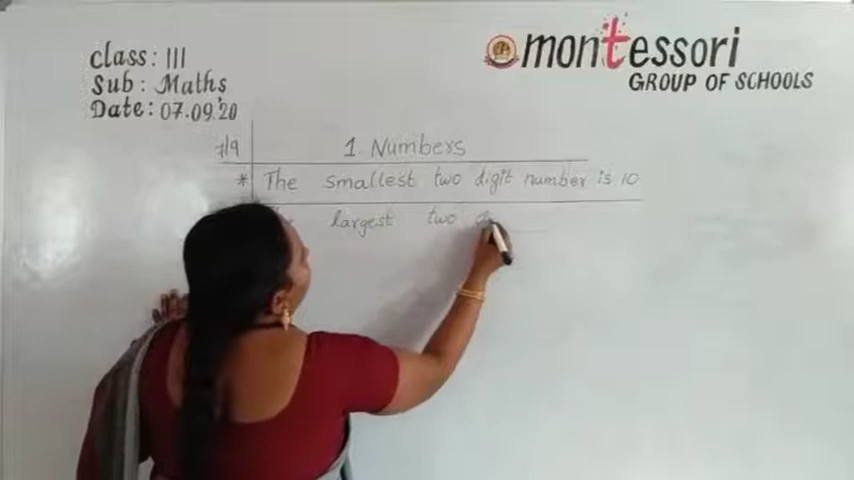 class: III
Sub: Maths
Date: 07.09.'20
montessori
GROUP OF SCHOOLS
7/9 1. Numbers
* The smallest two digit number is 10
largest two